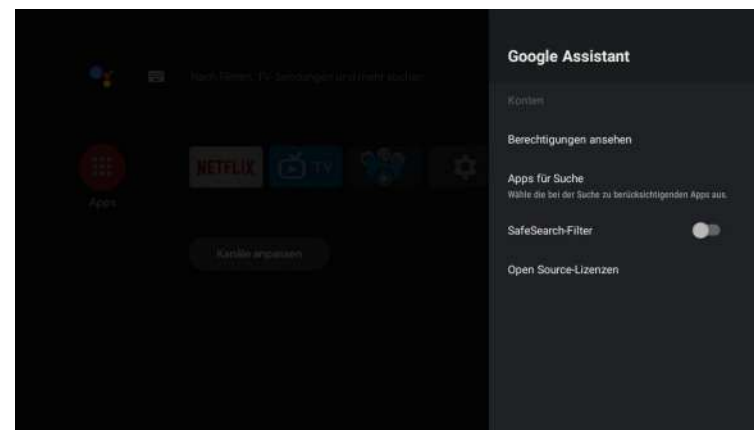 Nach Filmen, TV-Sendungen und mehr suchen
NETFLIX
TV
Apps
Kanäle anpassen
Google Assistant
Konten
Berechtigungen ansehen
Apps für Suche
Wähle die bei der Suche zu berücksichtigenden Apps aus.
SafeSearch-Filter
Open Source-Lizenzen